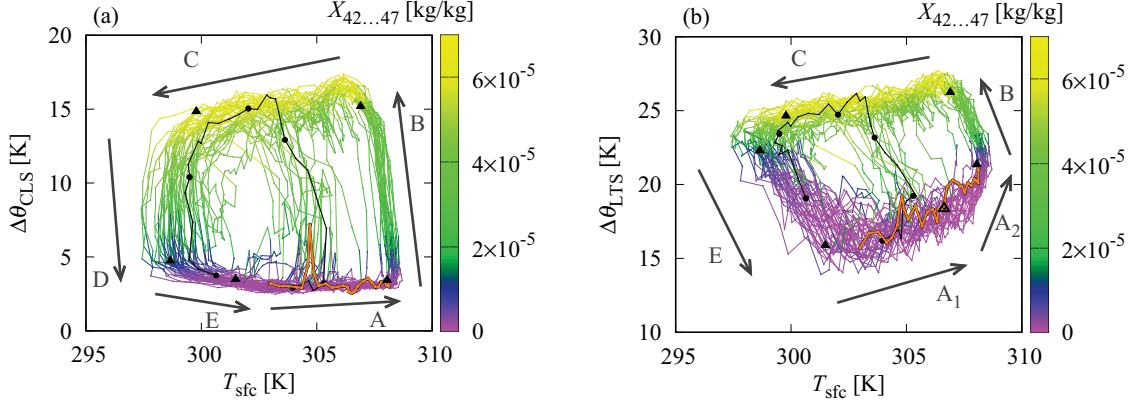 (a)
X42…47 [kg/kg]
20
15
10
5
0
ΔθCLS [K]
C
B
D
E
A
6×10-5
4×10-5
2×10-5
0
295
300
305
310
Tsfc [K]
(b)
X42…47 [kg/kg]
30
25
20
15
10
ΔθLTS [K]
C
B
E
A1
A2
6×10-5
4×10-5
2×10-5
0
295
300
305
310
Tsfc [K]